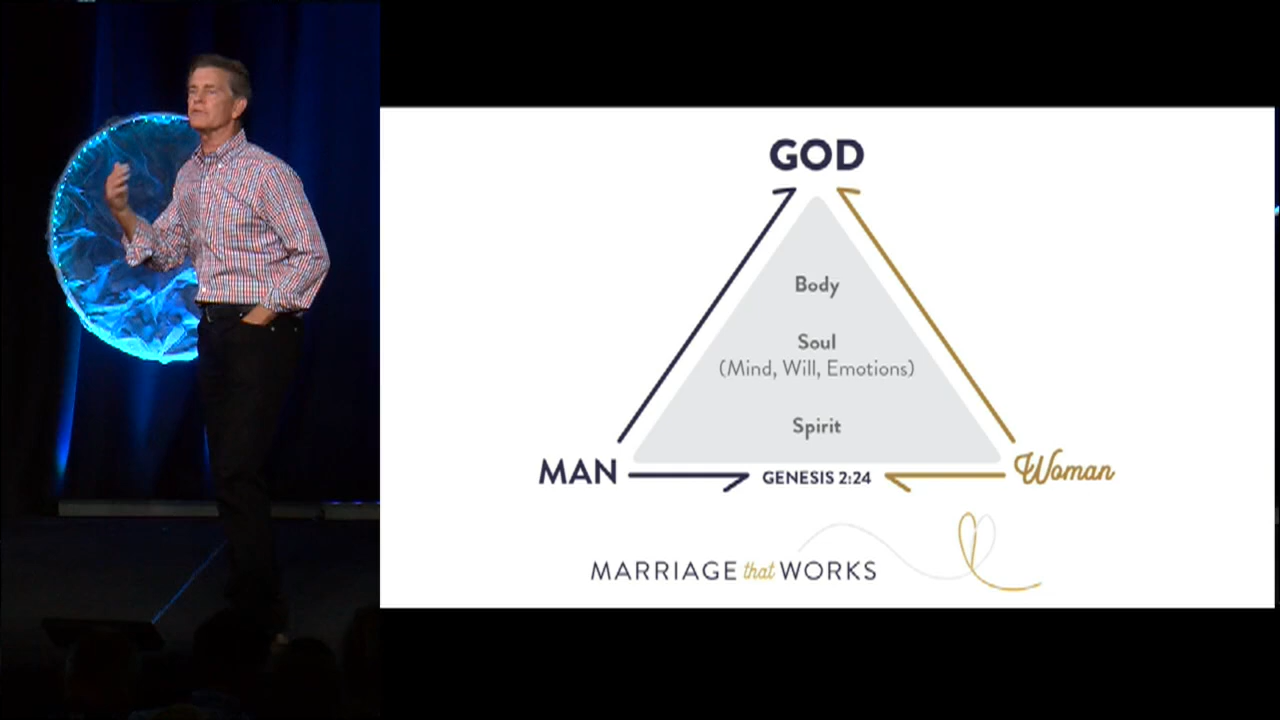 GOD
Body
Soul
(Mind, Will, Emotions)
Spirit
MAN GENESIS 2:24 Woman
MARRIAGE that WORKS